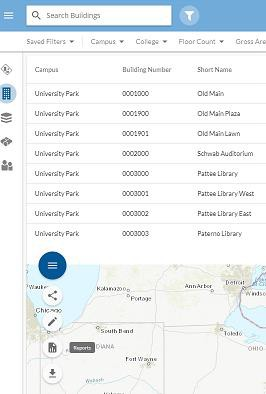 Search Buildings
Saved Filters Campus College Floor Count Gross Area
Campus Building Number Short Name
University Park 0001000 Old Main
University Park 0001900 Old Main Plaza
University Park 0001901 Old Main Lawn
University Park 0002000 Schwab Auditorium
University Park 0003000 Pattee Library
University Park 0003001 Pattee Library West
University Park 0003002 Pattee Library East
University Park 0003003 Paterno Library
Kalamazoo Ann Arbor Detroit
Portage Windso
Chicago
South Bend Toledo
Reports DIANA OHIO
Fort Wayne
Wabash